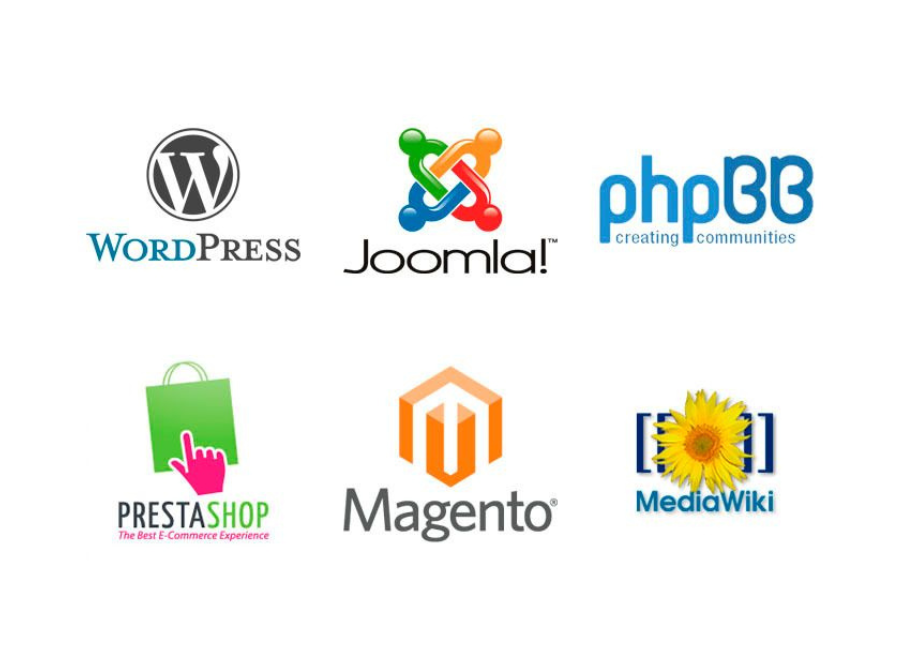 WORDPRESS
Joomla!™
phpBB
creating communities
PRESTASHOP
The Best E-Commerce Experience
Magento®
[[ ]]
MediaWiki